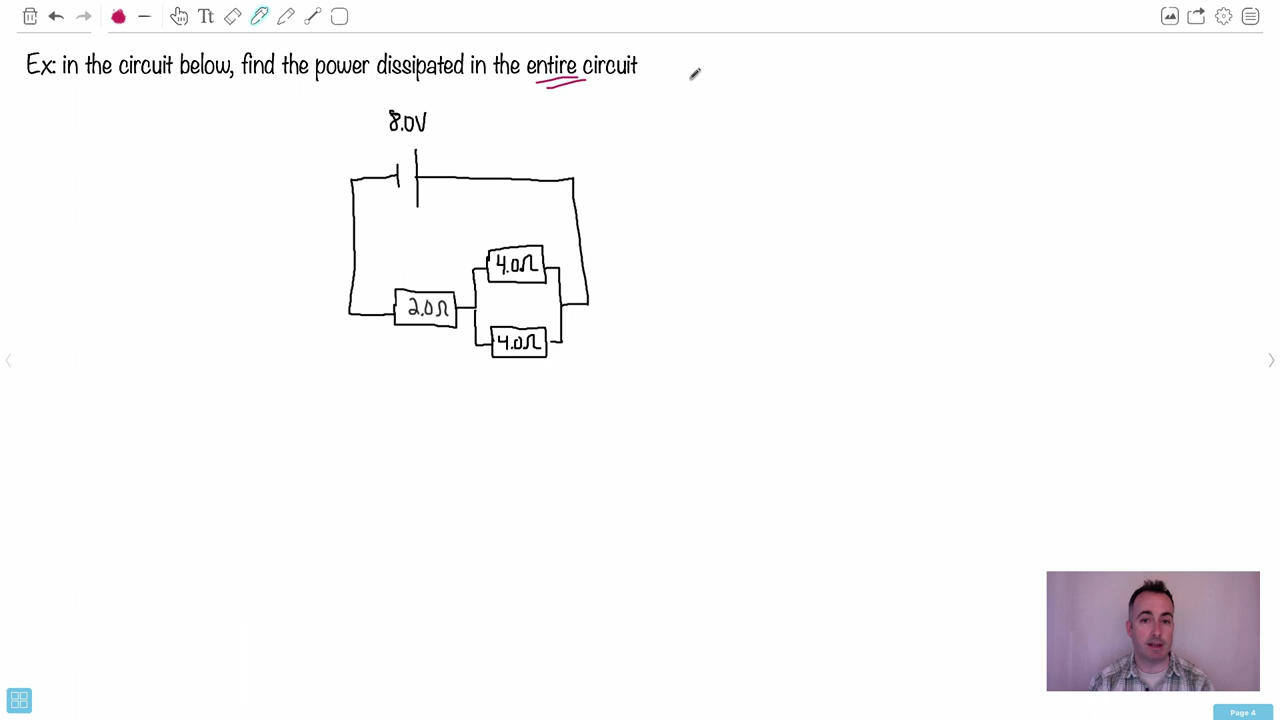 Tt
Ex: in the circuit below, find the power dissipated in the entire circuit
8.0V
4.0Ω
2.0Ω
4.0Ω
Page 4